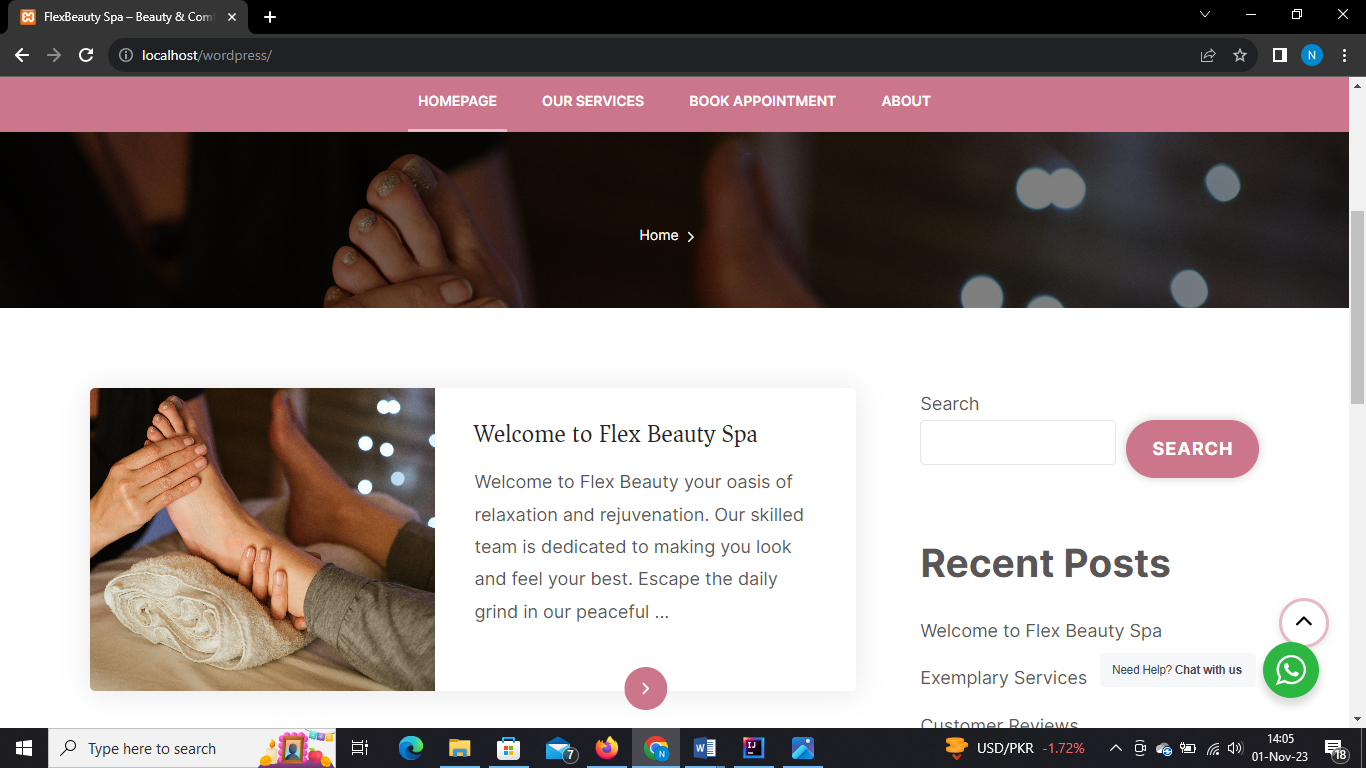 FlexBeauty Spa – Beauty & Com
localhost/wordpress/
N
HOMEPAGE OUR SERVICES BOOK APPOINTMENT ABOUT
Home
Welcome to Flex Beauty Spa
Welcome to Flex Beauty your oasis of
relaxation and rejuvenation. Our skilled
team is dedicated to making you look
and feel your best. Escape the daily
grind in our peaceful ...
Search
SEARCH
Recent Posts
Welcome to Flex Beauty Spa
Exemplary Services
Customer Reviews
Need Help? Chat with us
Type here to search
7
N
W
IJ
USD/PKR -1.72%
14:05
01-Nov-23
18